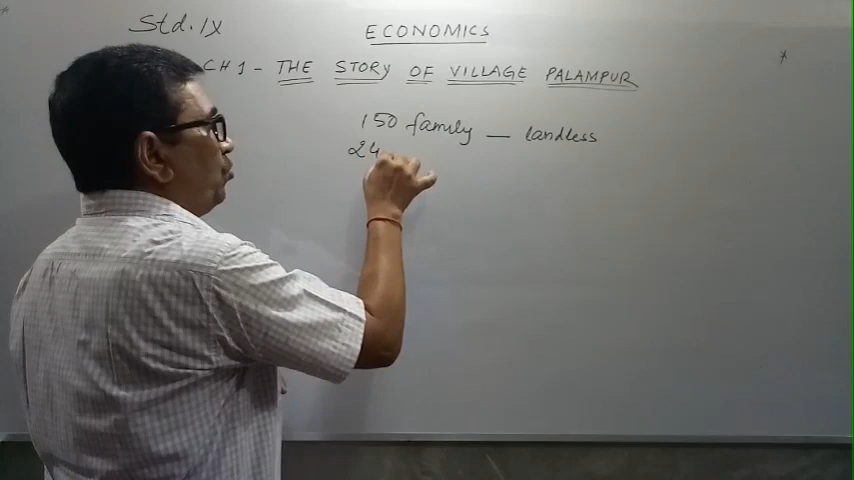 Std. IX
ECONOMICS
CH 1 - THE STORY OF VILLAGE PALAMPUR
150 family — landless
24